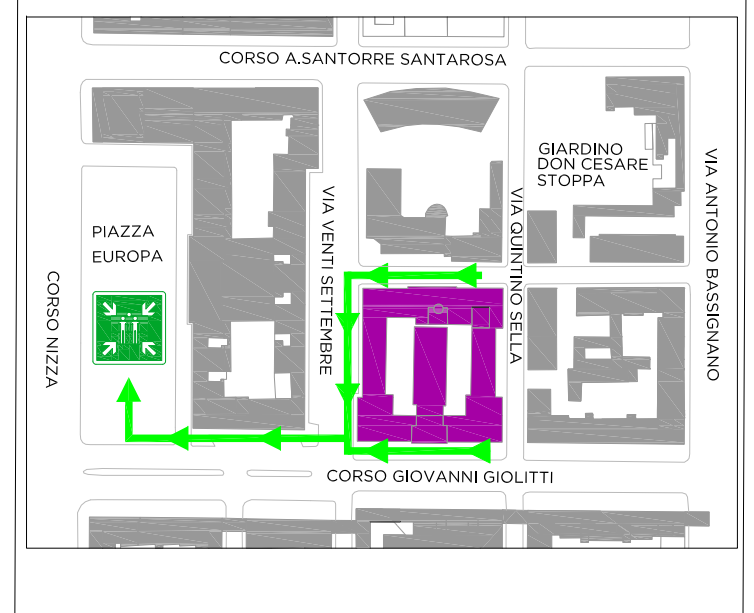 CORSO A.SANTORRE SANTAROSA
GIARDINO
DON CESARE
STOPPA
VIA ANTONIO BASSIGNANO
VIA VENTI SETTEMBRE
VIA QUINTINO SELLA
PIAZZA
EUROPA
CORSO NIZZA
CORSO GIOVANNI GIOLITTI